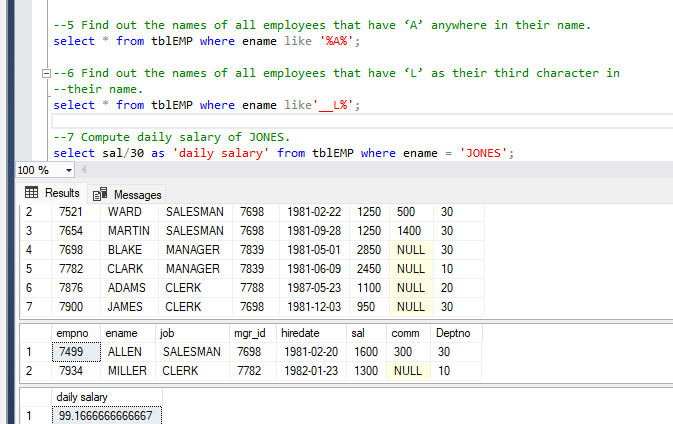 --5 Find out the names of all employees that have ‘A’ anywhere in their name.
select * from tblEMP where ename like '%A%';
--6 Find out the names of all employees that have ‘L’ as their third character in
--their name.
select * from tblEMP where ename like'__L%';
--7 Compute daily salary of JONES.
select sal/30 as 'daily salary' from tblEMP where ename = 'JONES';
100 %
Results Messages
2 7521 WARD SALESMAN 7698 1981-02-22 1250 500 30
3 7654 MARTIN SALESMAN 7698 1981-09-28 1250 1400 30
4 7698 BLAKE MANAGER 7839 1981-05-01 2850 NULL 30
5 7782 CLARK MANAGER 7839 1981-06-09 2450 NULL 10
6 7876 ADAMS CLERK 7788 1987-05-23 1100 NULL 20
7 7900 JAMES CLERK 7698 1981-12-03 950 NULL 30
empno ename job mgr_id hiredate sal comm Deptno
1 7499 ALLEN SALESMAN 7698 1981-02-20 1600 300 30
2 7934 MILLER CLERK 7782 1982-01-23 1300 NULL 10
daily salary
1 99.1666666666667